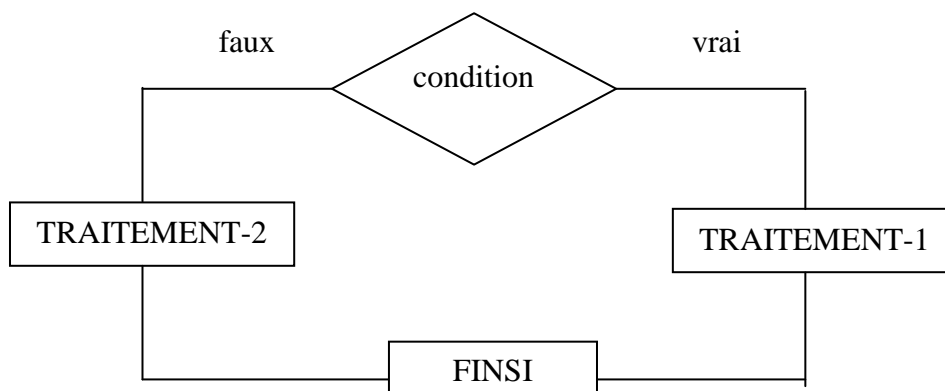 faux
vrai
condition
TRAITEMENT-2
TRAITEMENT-1
FINSI